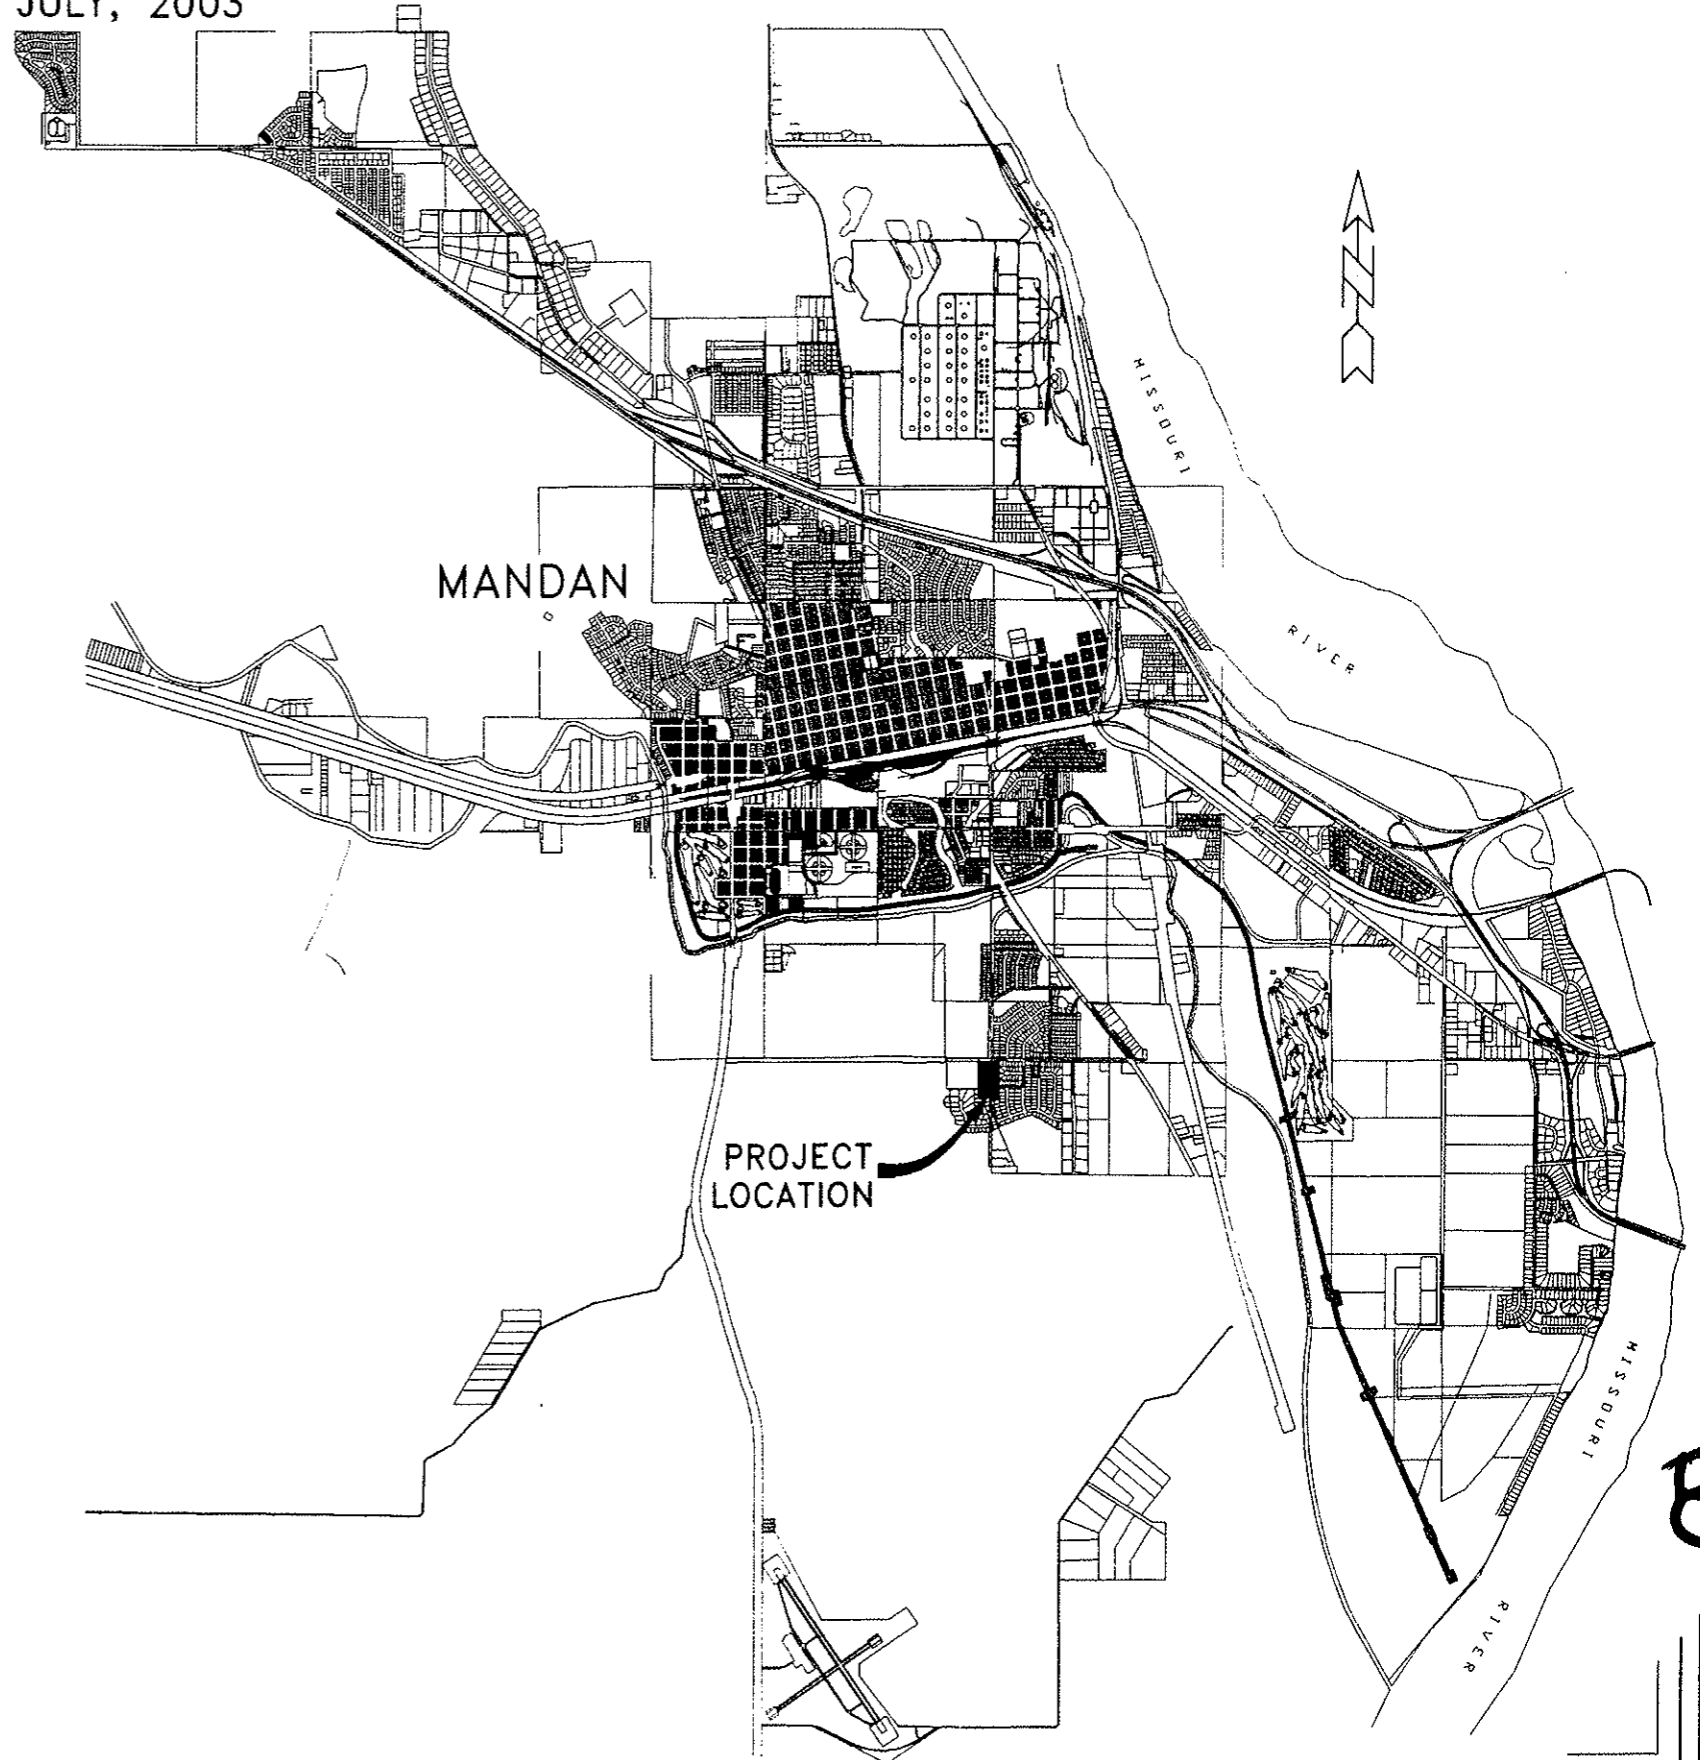 JULY, 2003
MISSOURI
RIVER
MANDAN
PROJECT
LOCATION
MISSOURI
RIVER